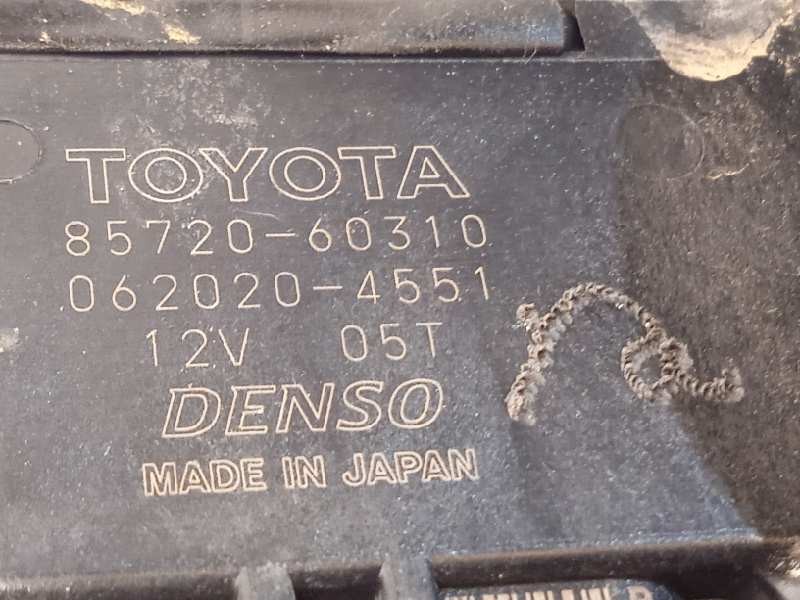 TOYOTA
85720-60310
062020-4551
12V 05T
DENSO
MADE IN JAPAN